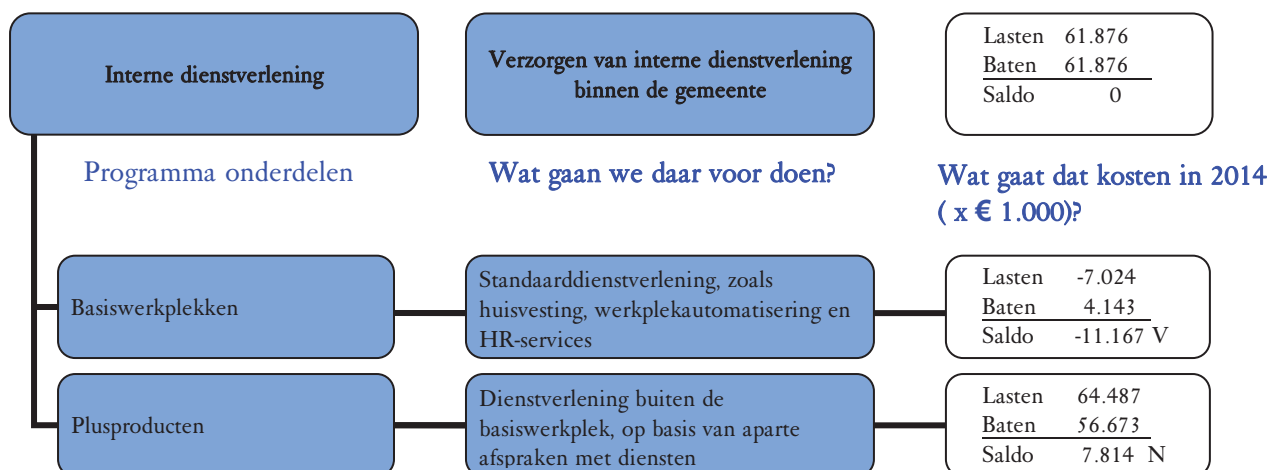 Interne dienstverlening
Verzorgen van interne dienstverlening
binnen de gemeente
Lasten 61.876
Baten 61.876
Saldo 0
Programma onderdelen
Wat gaan we daar voor doen?
Wat gaat dat kosten in 2014
( x € 1.000)?
Basiswerkplekken
Standaarddienstverlening, zoals
huisvesting, werkplekautomatisering en
HR-services
Lasten -7.024
Baten 4.143
Saldo -11.167 V
Plusproducten
Dienstverlening buiten de
basiswerkplek, op basis van aparte
afspraken met diensten
Lasten 64.487
Baten 56.673
Saldo 7.814 N